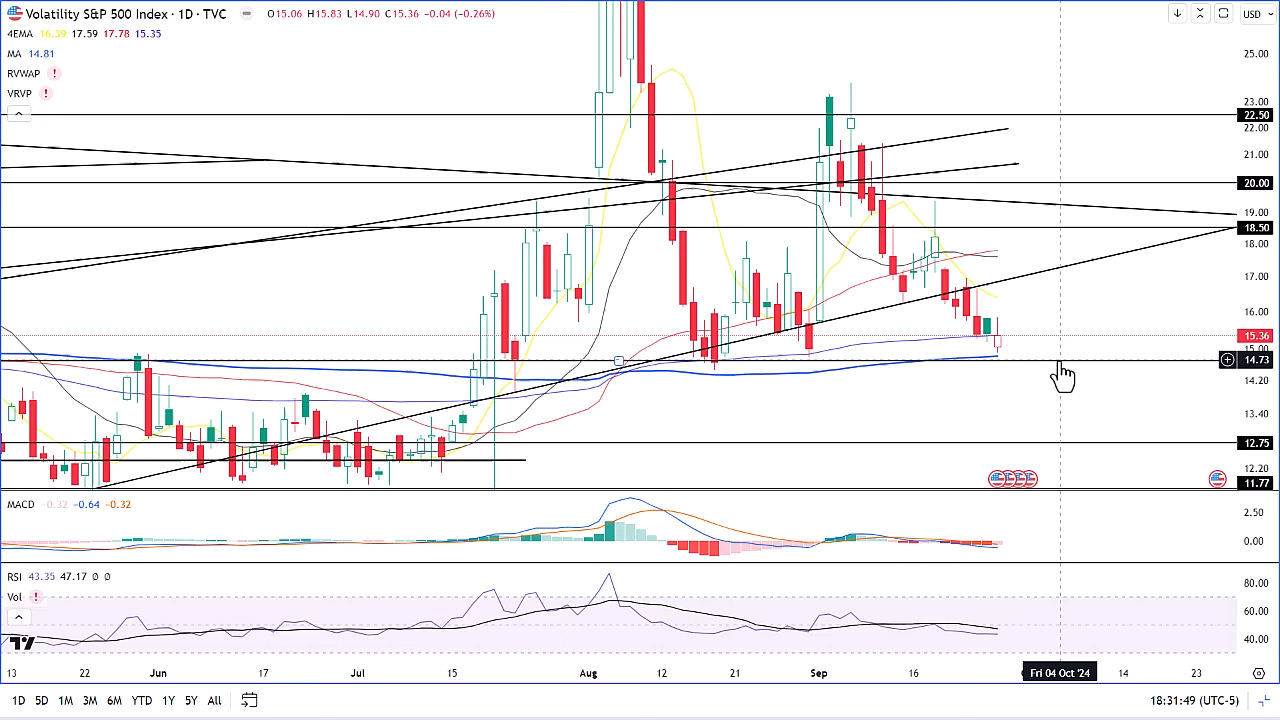 Volatility S&P 500 Index · 1D · TVC O15.06 H15.83 L14.90 C15.36 -0.04 (-0.26%) USD
4EMA 16.39 17.59 17.78 15.35
MA 14.81
RVWAP !
VRVP !
25.00
23.00
22.50
22.00
21.00
20.00
19.00
18.50
18.00
17.00
16.00
15.36
15.00
14.73
14.20
13.40
12.75
12.20
11.77
MACD -0.32 -0.64 -0.32
2.50
0.00
RSI 43.35 47.17 Ø Ø
80.00
Vol !
60.00
40.00
13 22 Jun 17 Jul 15 Aug 12 21 Sep 16 Fri 04 Oct '24 14 23
1D 5D 1M 3M 6M YTD 1Y 5Y All 18:31:49 (UTC-5)